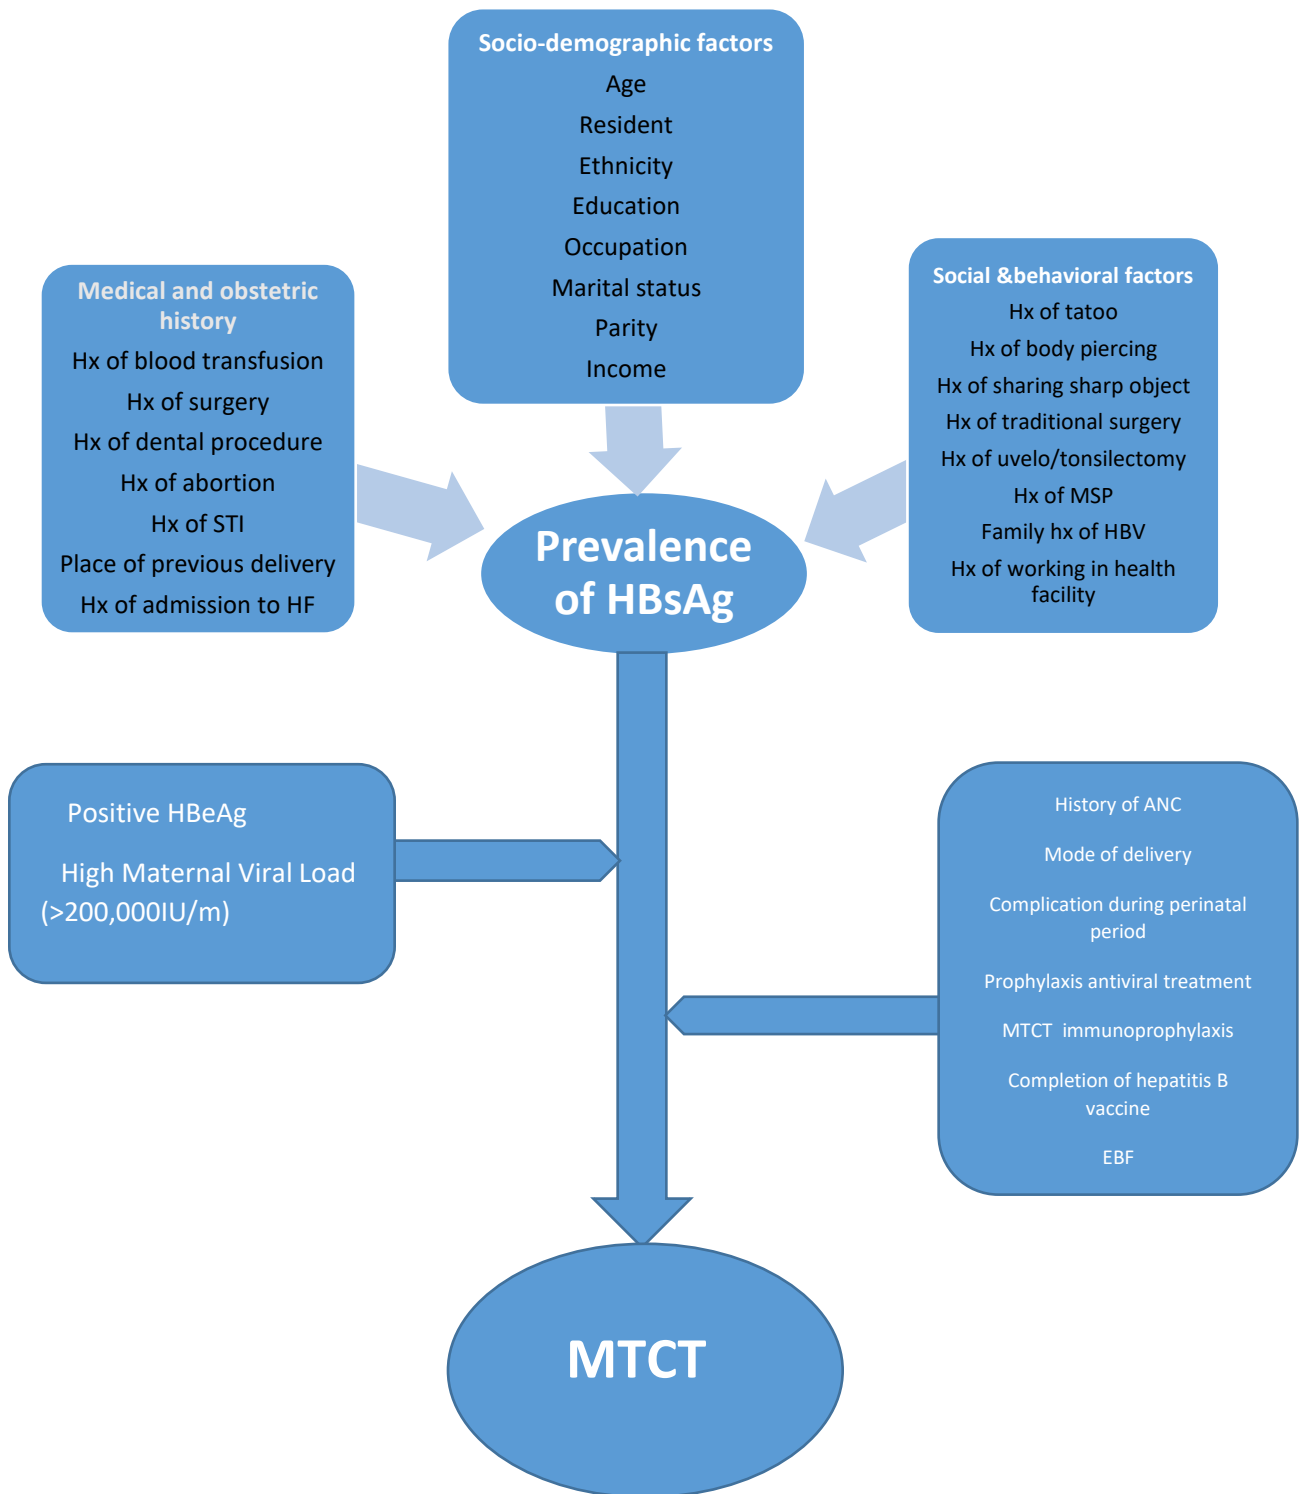 Socio-demographic factors
Age
Resident
Ethnicity
Education
Occupation
Marital status
Parity
Income
Medical and obstetric
history
Hx of blood transfusion
Hx of surgery
Hx of dental procedure
Hx of abortion
Hx of STI
Place of previous delivery
Hx of admission to HF
Social &behavioral factors
Hx of tatoo
Hx of body piercing
Hx of sharing sharp object
Hx of traditional surgery
Hx of uvelo/tonsilectomy
Hx of MSP
Family hx of HBV
Hx of working in health
facility
Prevalence
of HBsAg
Positive HBeAg
High Maternal Viral Load
(>200,000IU/m)
History of ANC
Mode of delivery
Complication during perinatal
period
Prophylaxis antiviral treatment
MTCT immunoprophylaxis
Completion of hepatitis B
vaccine
EBF
MTCT